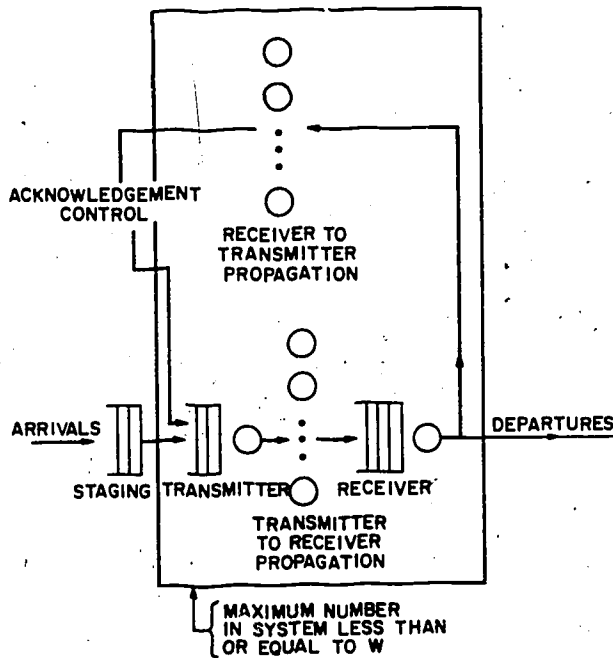 ACKNOWLEDGEMENT
CONTROL
RECEIVER TO
TRANSMITTER
PROPAGATION
ARRIVALS
DEPARTURES
STAGING
TRANSMITTER
RECEIVER
TRANSMITTER
TO RECEIVER
PROPAGATION
MAXIMUM NUMBER
IN SYSTEM LESS THAN
OR EQUAL TO W